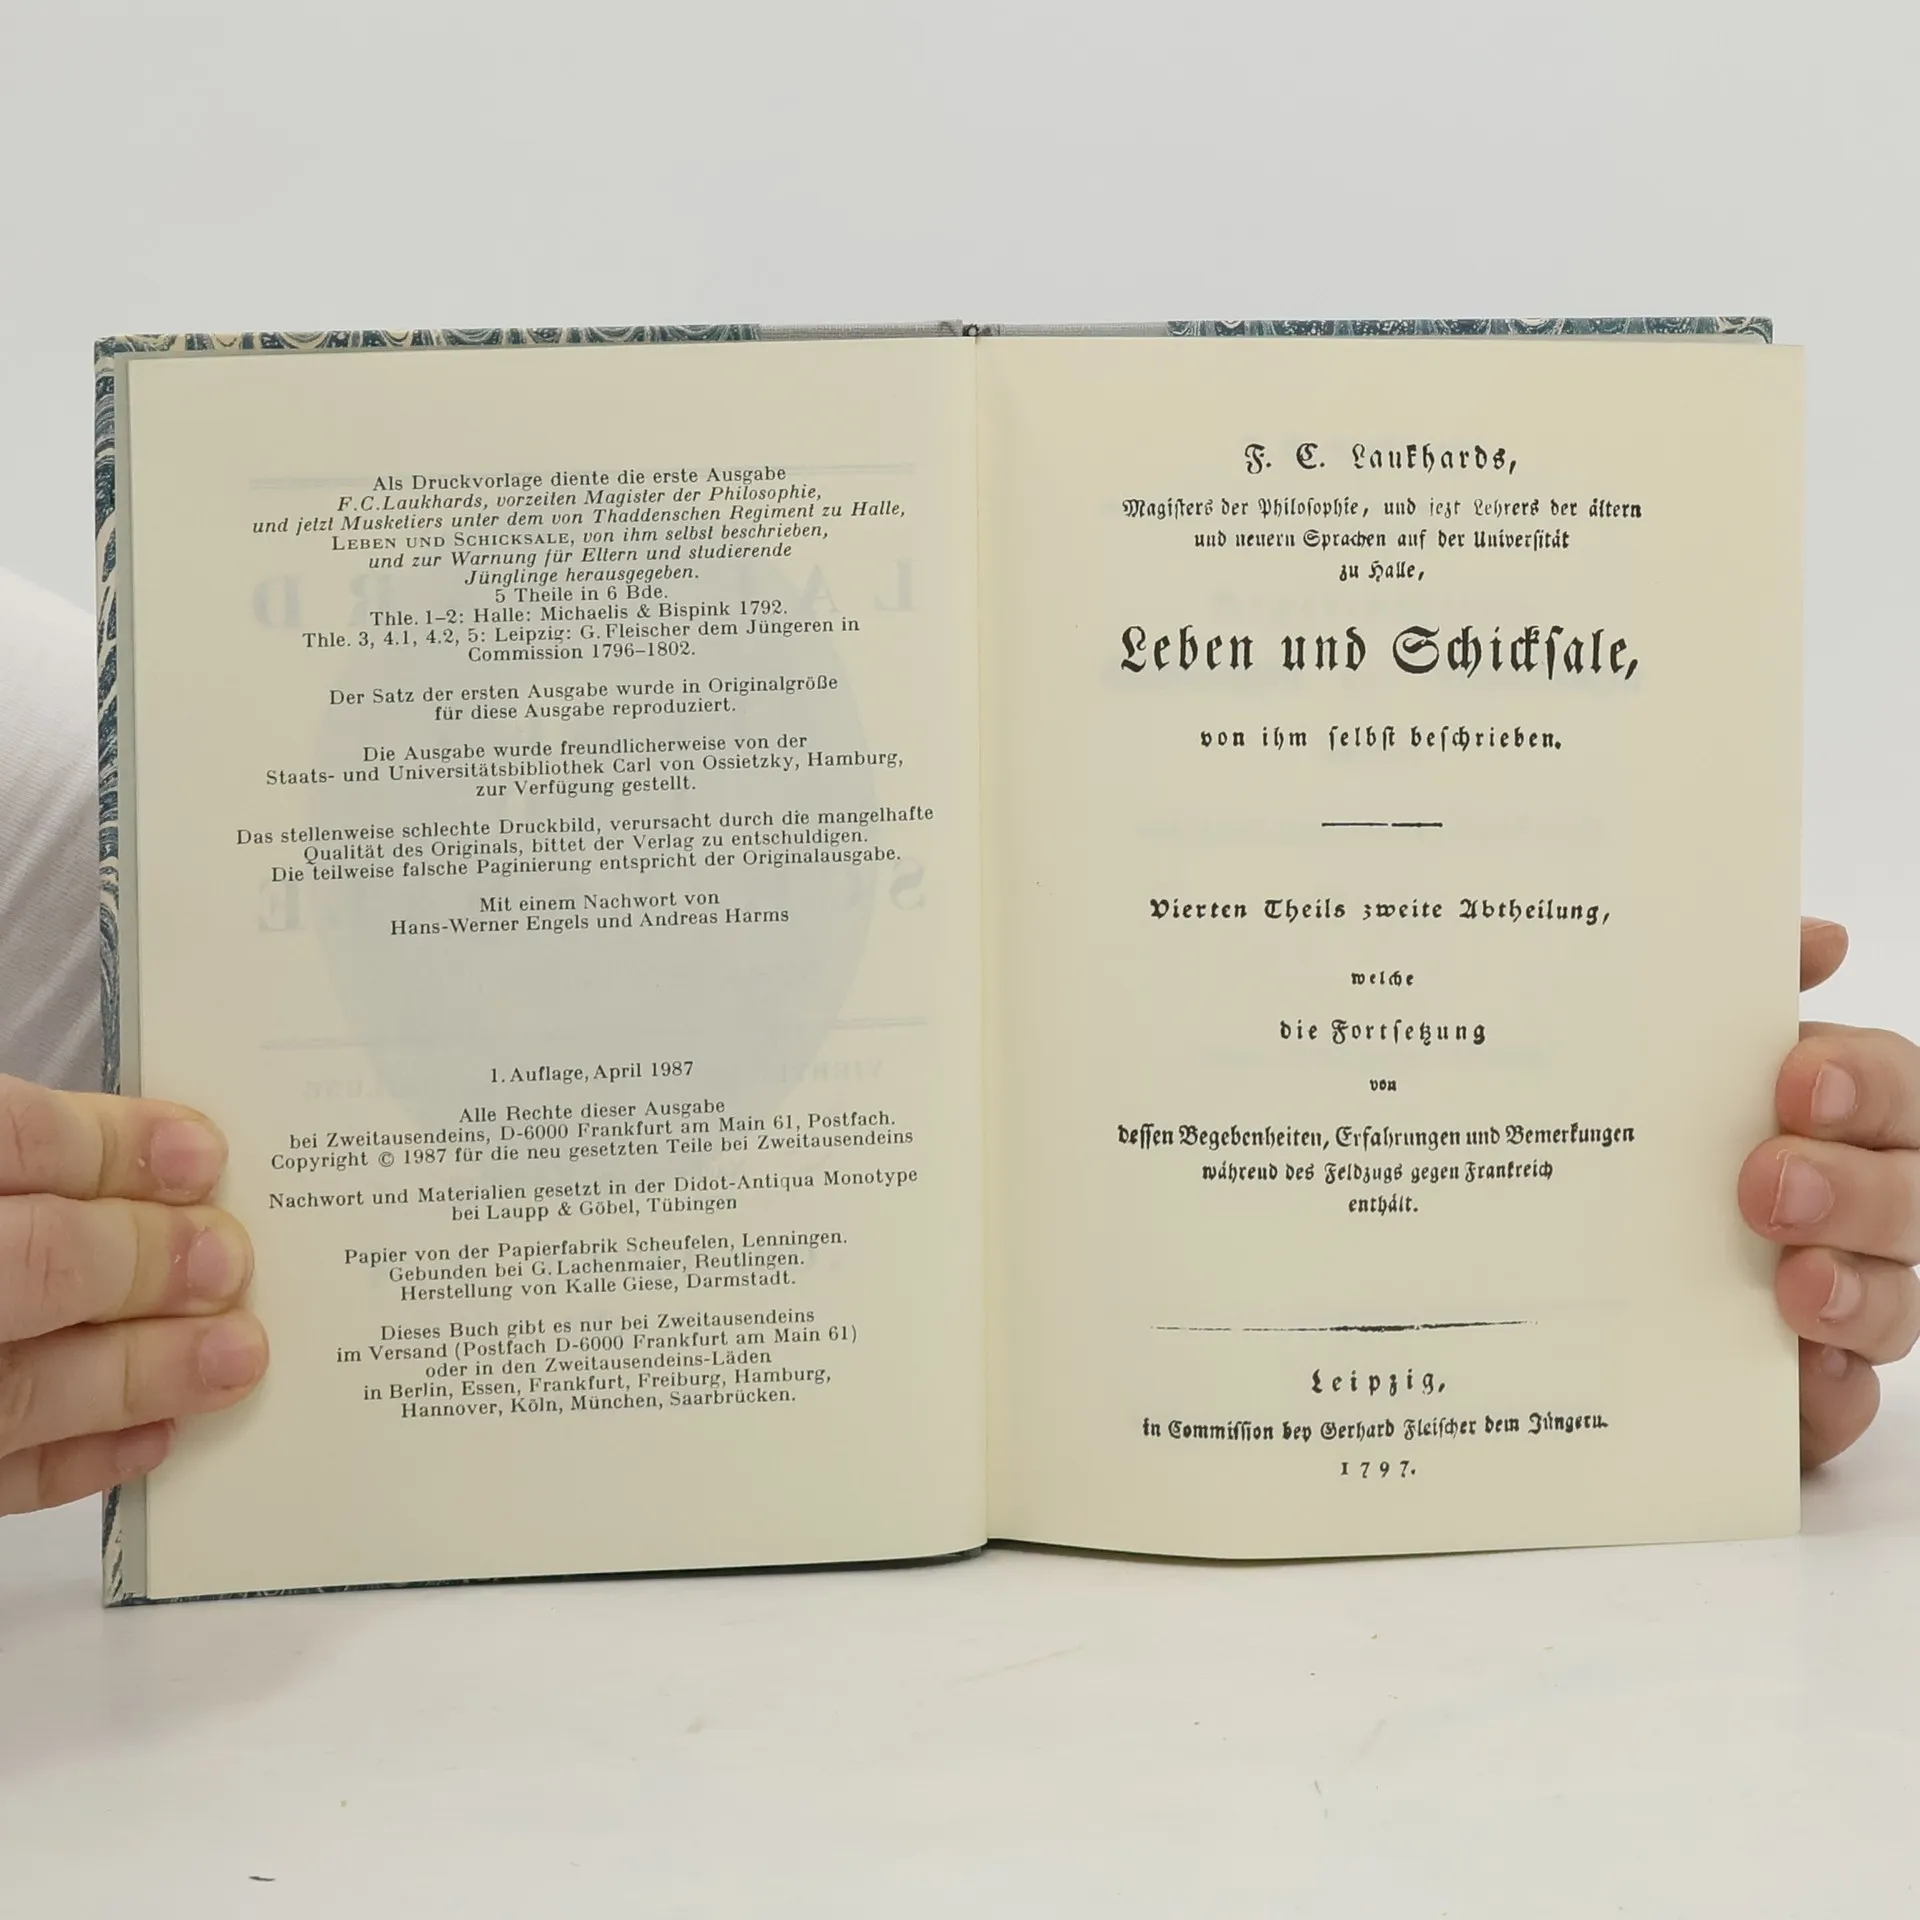 Als Druckvorlage diente die erste Ausgabe
F.C.Laukhards, vorzeiten Magister der Philosophie,
und jetzt Musketiers unter dem von Thaddenschen Regiment zu Halle,
LEBEN UND SCHICKSALE, von ihm selbst beschrieben,
und zur Warnung für Eltern und studierende
Jünglinge herausgegeben.
5 Theile in 6 Bde.
Thle. 1–2: Halle: Michaelis & Bispink 1792.
Thle. 3, 4.1, 4.2, 5: Leipzig: G. Fleischer dem Jüngeren in
Commission 1796–1802.
Der Satz der ersten Ausgabe wurde in Originalgröße
für diese Ausgabe reproduziert.
Die Ausgabe wurde freundlicherweise von der
Staats- und Universitätsbibliothek Carl von Ossietzky, Hamburg,
zur Verfügung gestellt.
Das stellenweise schlechte Druckbild, verursacht durch die mangelhafte
Qualität des Originals, bittet der Verlag zu entschuldigen.
Die teilweise falsche Paginierung entspricht der Originalausgabe.
Mit einem Nachwort von
Hans-Werner Engels und Andreas Harms
1. Auflage, April 1987
Alle Rechte dieser Ausgabe
bei Zweitausendeins, D-6000 Frankfurt am Main 61, Postfach.
Copyright © 1987 für die neu gesetzten Teile bei Zweitausendeins
Nachwort und Materialien gesetzt in der Didot-Antiqua Monotype
bei Laupp & Göbel, Tübingen
Papier von der Papierfabrik Scheufelen, Lenningen.
Gebunden bei G. Lachenmaier, Reutlingen.
Herstellung von Kalle Giese, Darmstadt.
Dieses Buch gibt es nur bei Zweitausendeins
im Versand (Postfach D-6000 Frankfurt am Main 61)
oder in den Zweitausendeins-Läden
in Berlin, Essen, Frankfurt, Freiburg, Hamburg,
Hannover, Köln, München, Saarbrücken.
F. C. Laukhards,
Magisters der Philosophie, und jezt Lehrers der ältern
und neuern Sprachen auf der Universität
zu Halle,
Leben und Schicksale,
von ihm selbst beschrieben.
Vierten Theils zweite Abtheilung,
welche
die Fortsetzung
von
dessen Begebenheiten, Erfahrungen und Bemerkungen
während des Feldzugs gegen Frankreich
enthält.
Leipzig,
in Commission bey Gerhard Fleischer dem Jüngern.
1797.